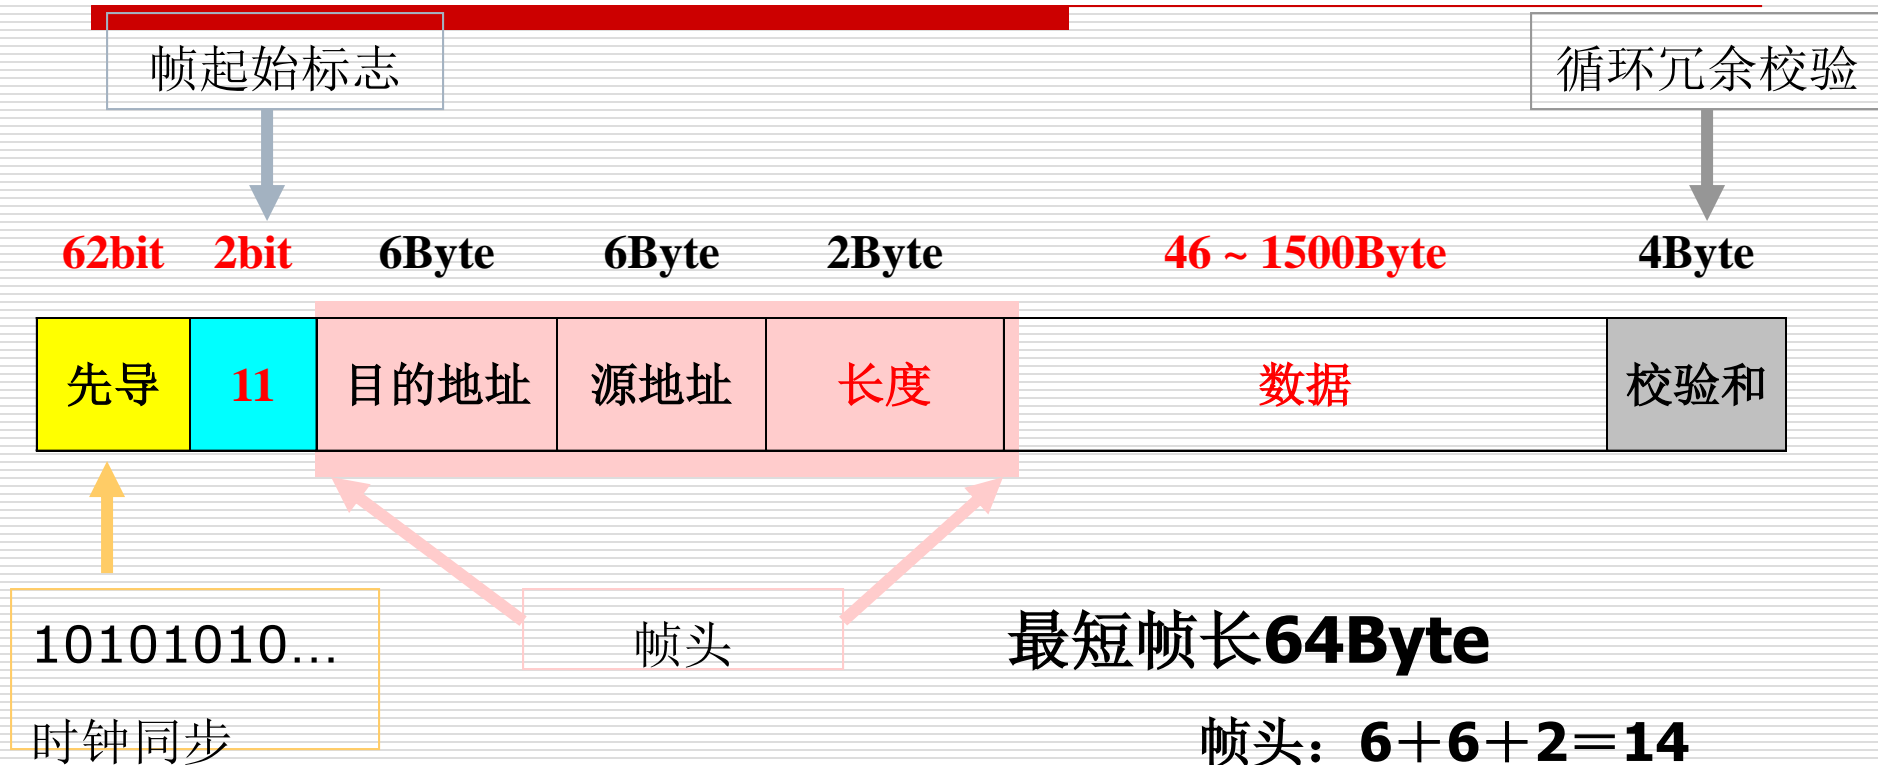 帧起始标志
循环冗余校验
62bit 2bit 6Byte 6Byte 2Byte 46~1500Byte 4Byte
先导 11 目的地址 源地址 长度 数据 校验和
10101010...
时钟同步
帧头
最短帧长64Byte
帧头：6＋6＋2＝14